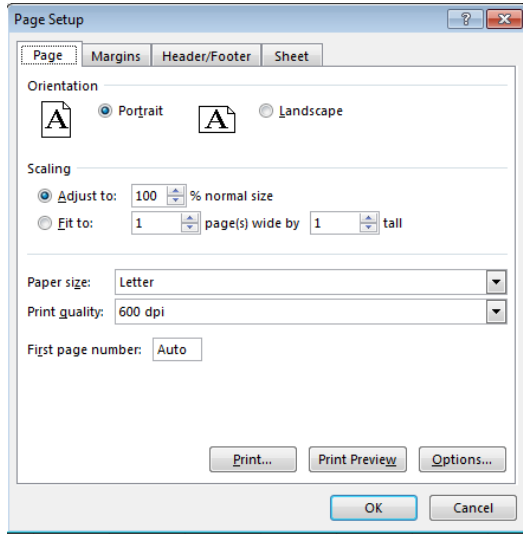 Page Setup
Page Margins Header/Footer Sheet
Orientation
A Portrait A Landscape
Scaling
Adjust to: 100 % normal size
Fit to: 1 page(s) wide by 1 tall
Paper size: Letter
Print quality: 600 dpi
First page number: Auto
Print... Print Preview Options...
OK Cancel